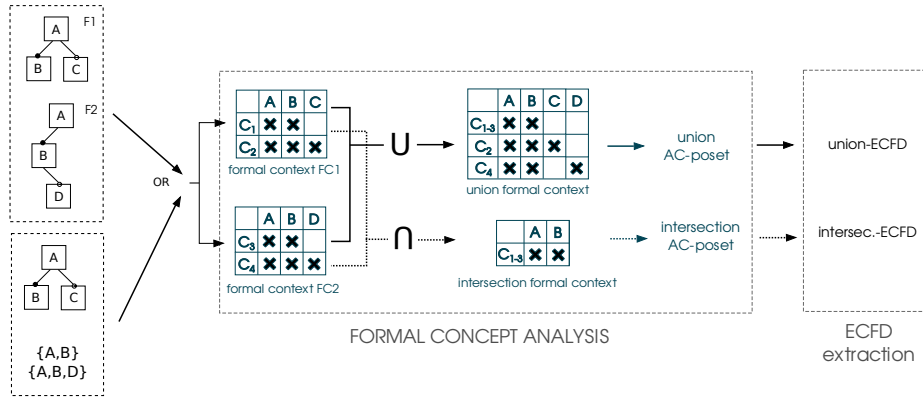 F1
A
B
C
F2
A
B
D
OR
A
B
C
{A,B}
{A,B,D}
A B C
C1
C2
formal context FC1
A B D
C3
C4
formal context FC2
∪
∩
A B C D
C1-3
C2
C4
union formal context
A B
C1-3
intersection formal context
union
AC-poset
intersection
AC-poset
FORMAL CONCEPT ANALYSIS
union-ECFD
intersec.-ECFD
ECFD
extraction